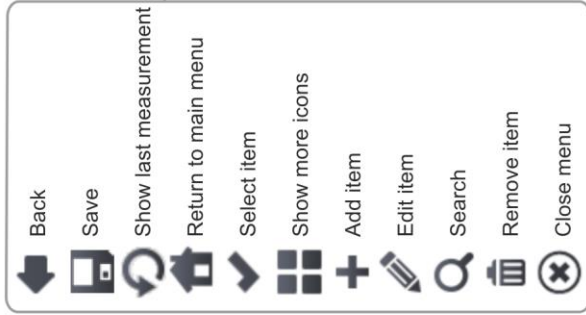 Back
Save
Show last measurement
Return to main menu
Select item
Show more icons
Add item
Edit item
Search
Remove item
Close menu